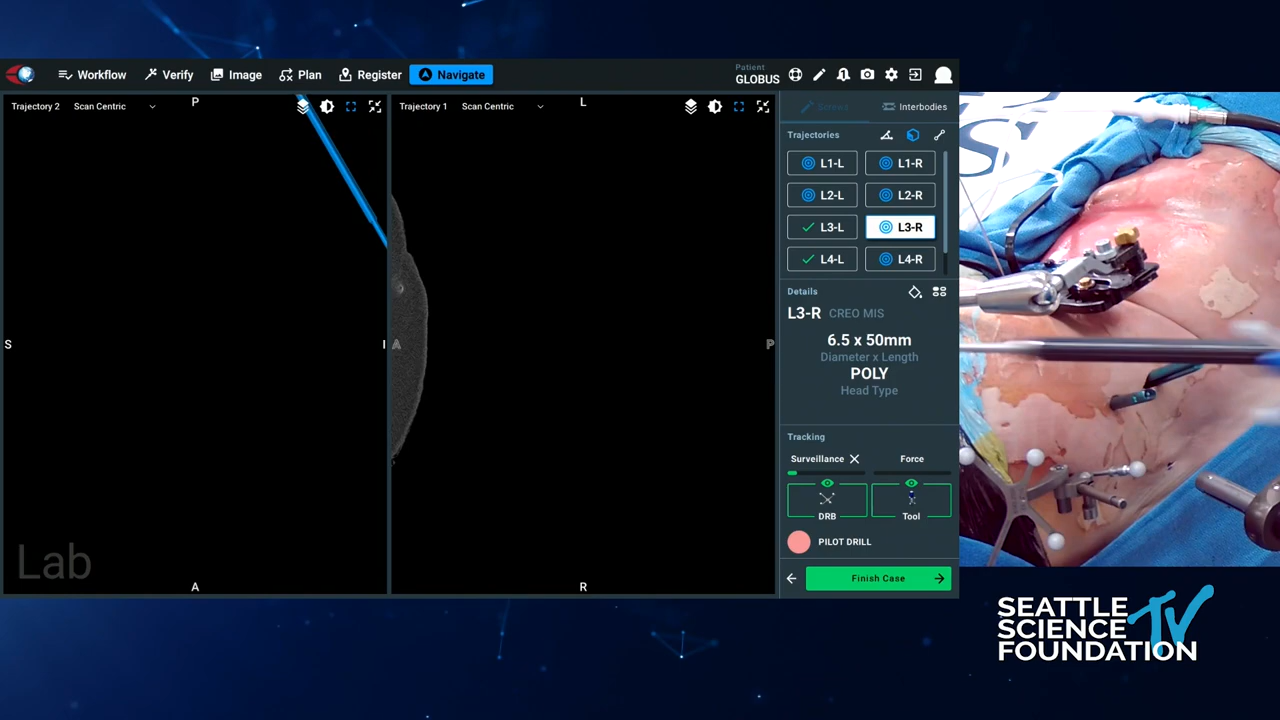 Workflow
Verify
Image
Plan
Register
Navigate
Patient
GLOBUS
Trajectory 2
Scan Centric
P
Trajectory 1
Scan Centric
L
Screws
Interbodies
Trajectories
L1-L
L1-R
L2-L
L2-R
L3-L
L3-R
L4-L
L4-R
Details
L3-R CREO MIS
6.5 x 50mm
Diameter x Length
POLY
Head Type
S
I
A
P
Tracking
Surveillance
Force
DRB
Tool
PILOT DRILL
Lab
A
R
Finish Case
SEATTLE
SCIENCE
FOUNDATION
TV
S